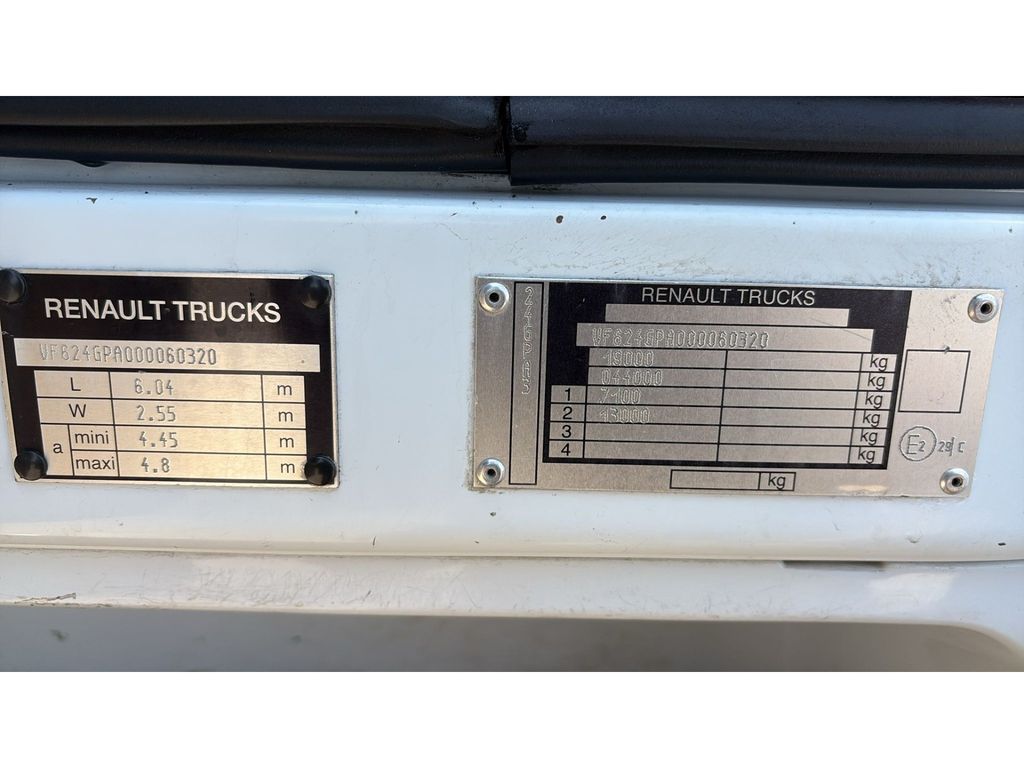 RENAULT TRUCKS
VF624GPA000060320
L 6.04 m
W 2.55 m
a mini 4.45 m
maxi 4.8 m
RENAULT TRUCKS
VF624GPA000060320
19000 kg
044000 kg
1 7100 kg
2 13000 kg
3 kg
4 kg
kg
E2 29 C